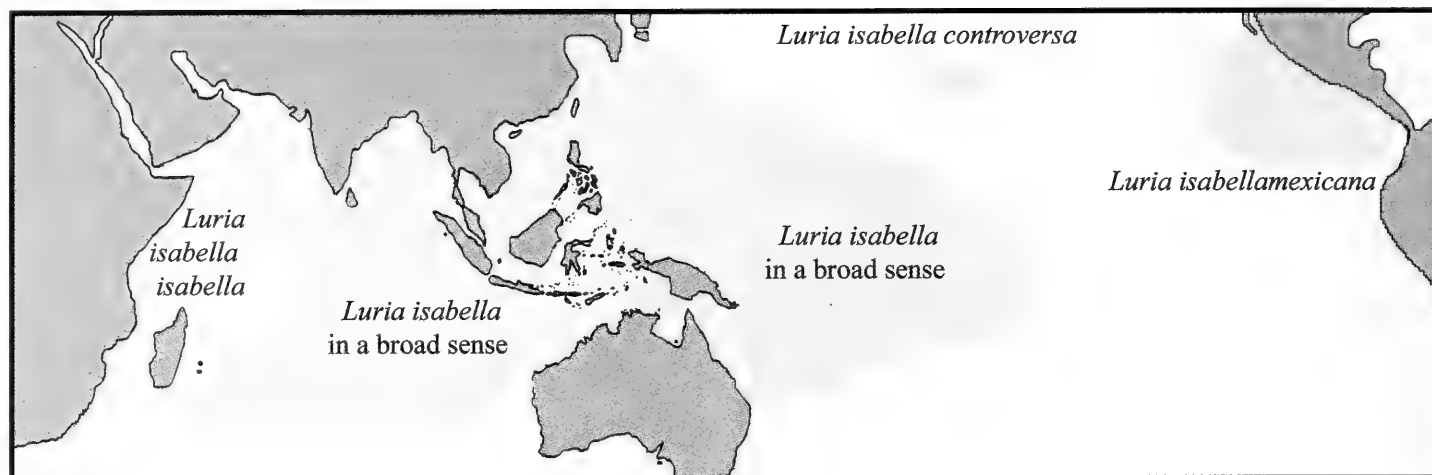 Luria isabella controversa
Luria isabellamexicana
Luria
isabella
isabella
Luria isabella
in a broad sense
Luria isabella
in a broad sense